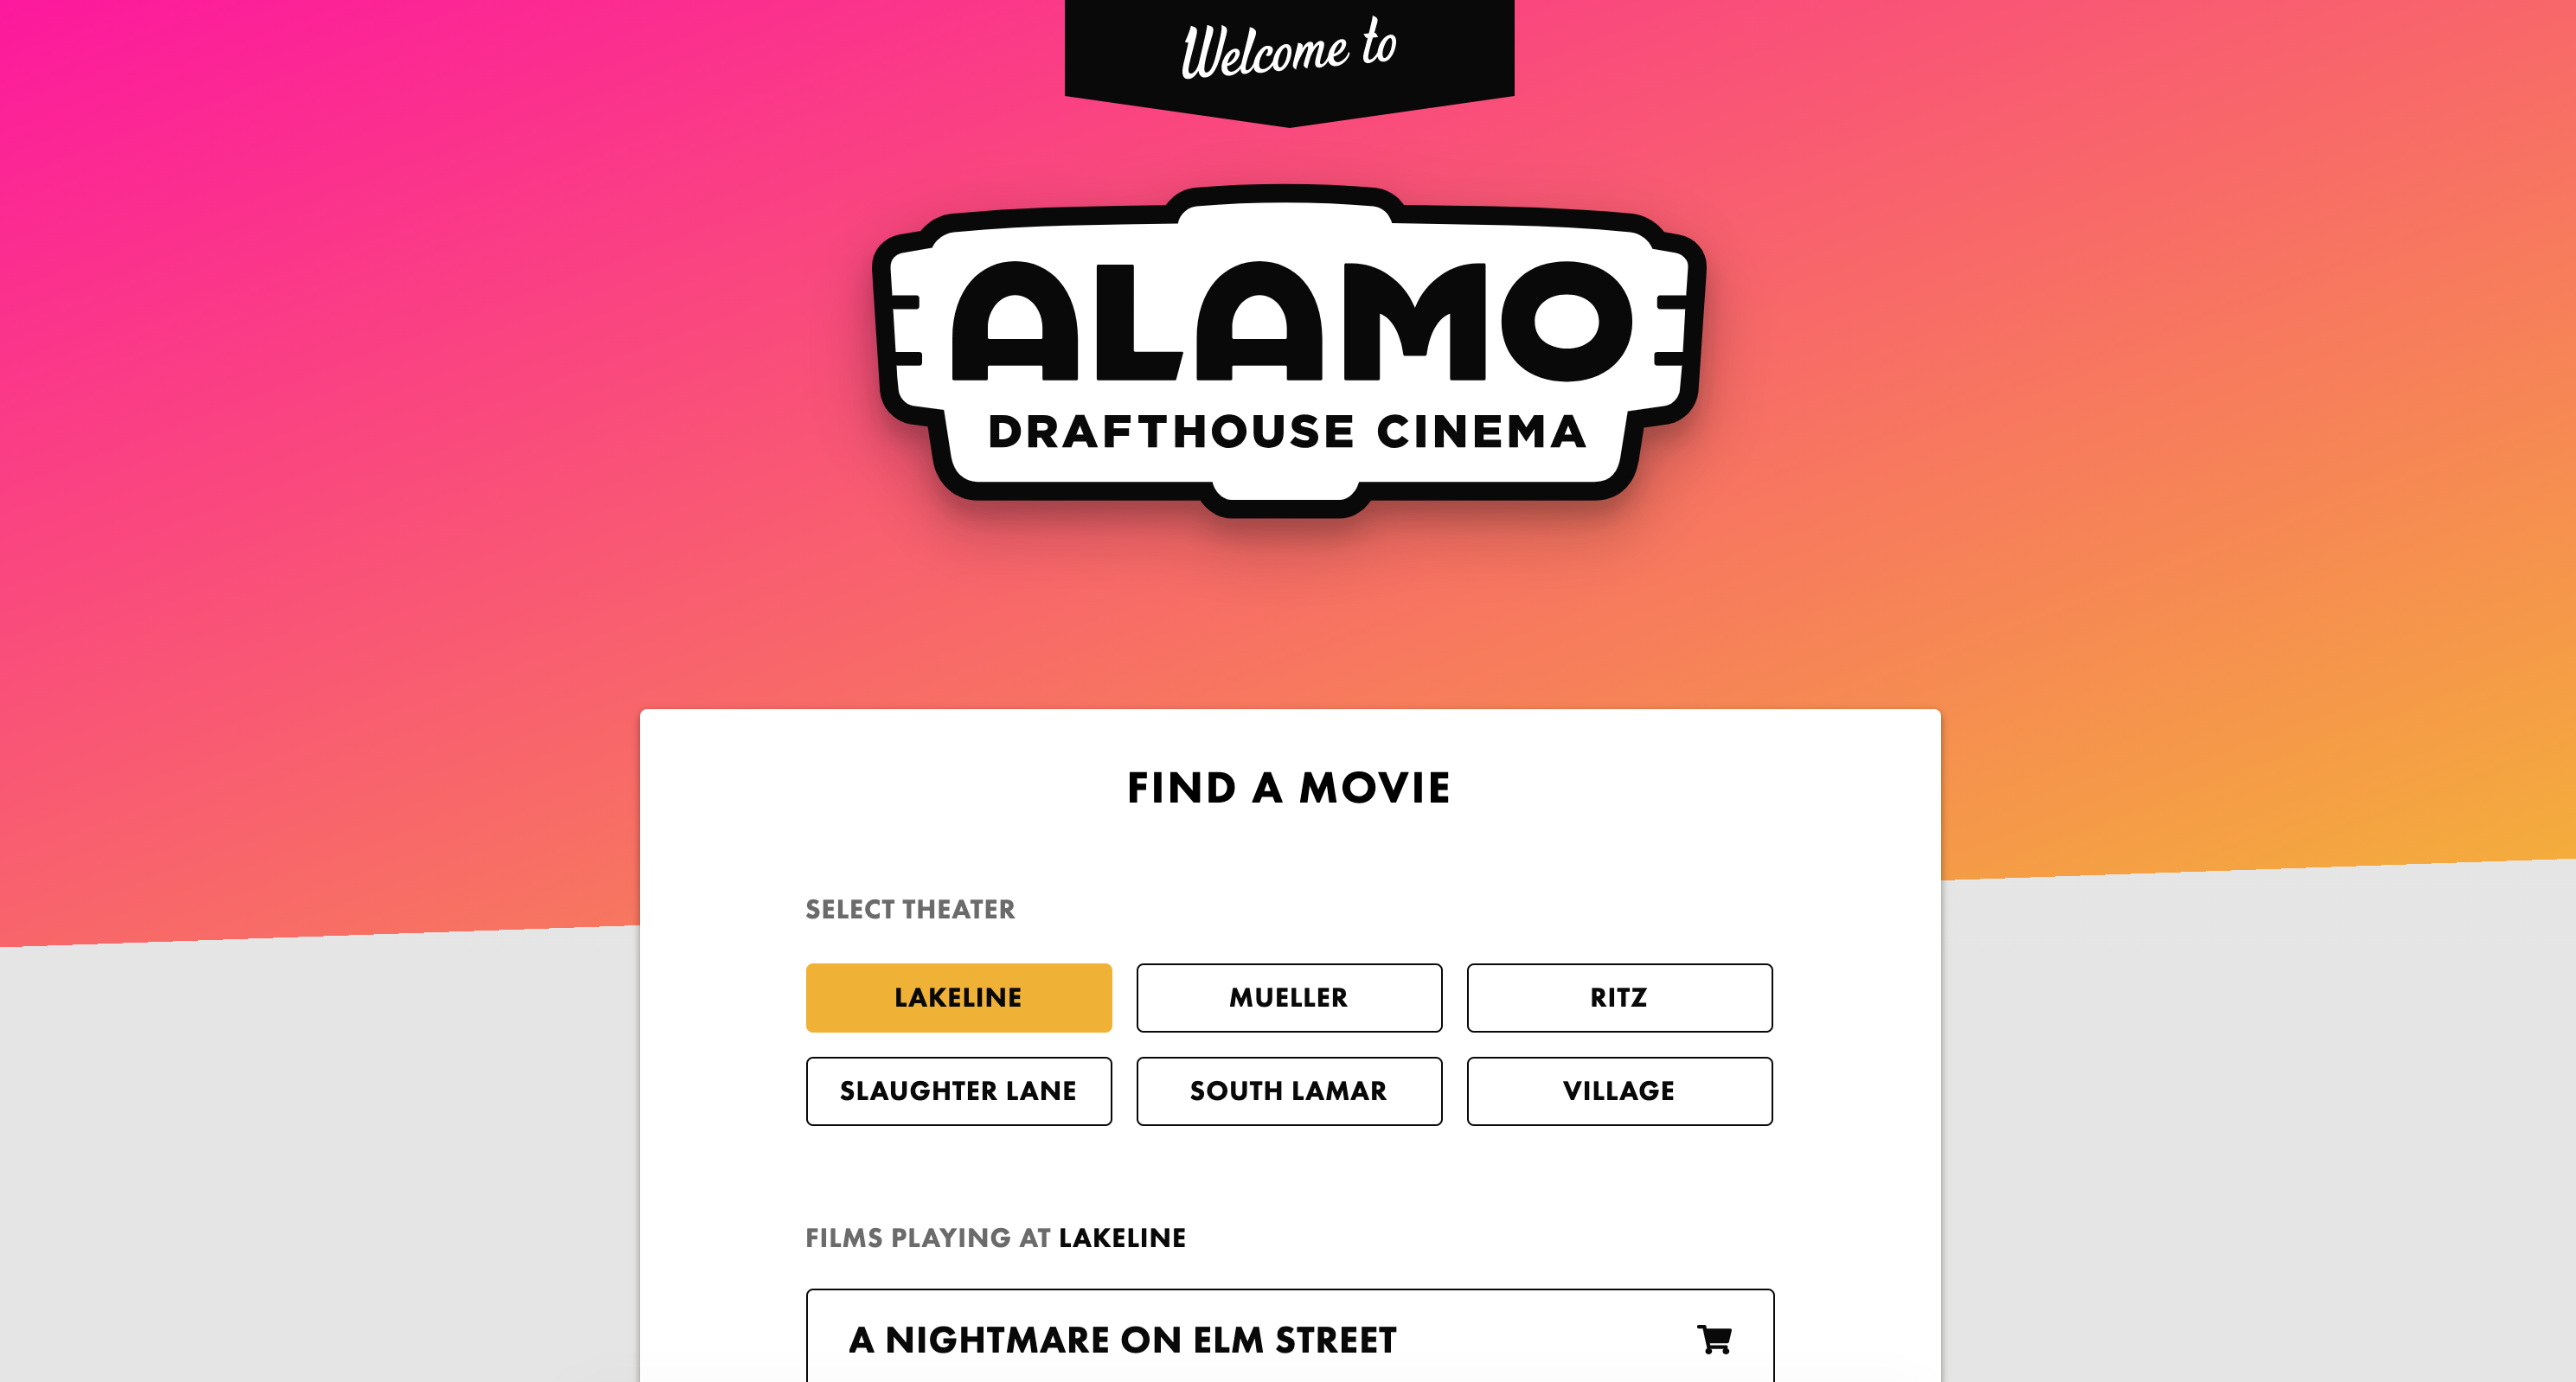 Welcome to
ALAMO
DRAFTHOUSE CINEMA
FIND A MOVIE
SELECT THEATER
LAKELINE
MUELLER
RITZ
SLAUGHTER LANE
SOUTH LAMAR
VILLAGE
FILMS PLAYING AT LAKELINE
A NIGHTMARE ON ELM STREET